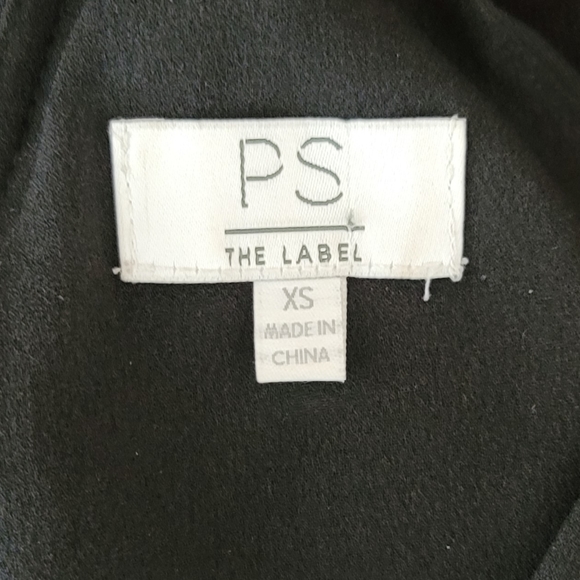 PS
THE LABEL
XS
MADE IN
CHINA